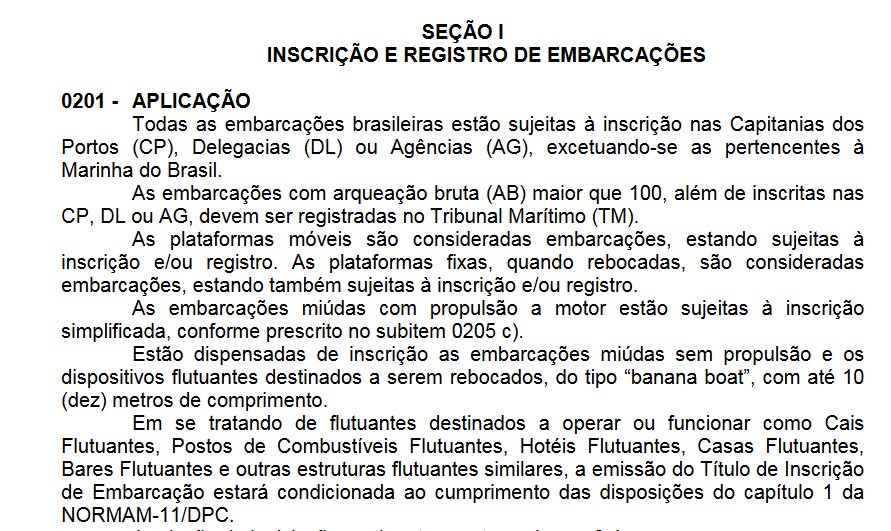 SEÇÃO I
INSCRIÇÃO E REGISTRO DE EMBARCAÇÕES
0201 - APLICAÇÃO
Todas as embarcações brasileiras estão sujeitas à inscrição nas Capitanias dos
Portos (CP), Delegacias (DL) ou Agências (AG), excetuando-se as pertencentes à
Marinha do Brasil.
As embarcações com arqueação bruta (AB) maior que 100, além de inscritas nas
CP, DL ou AG, devem ser registradas no Tribunal Marítimo (TM).
As plataformas móveis são consideradas embarcações, estando sujeitas à
inscrição e/ou registro. As plataformas fixas, quando rebocadas, são consideradas
embarcações, estando também sujeitas à inscrição e/ou registro.
As embarcações miúdas com propulsão a motor estão sujeitas à inscrição
simplificada, conforme prescrito no subitem 0205 c).
Estão dispensadas de inscrição as embarcações miúdas sem propulsão e os
dispositivos flutuantes destinados a serem rebocados, do tipo “banana boat”, com até 10
(dez) metros de comprimento.
Em se tratando de flutuantes destinados a operar ou funcionar como Cais
Flutuantes, Postos de Combustíveis Flutuantes, Hotéis Flutuantes, Casas Flutuantes,
Bares Flutuantes e outras estruturas flutuantes similares, a emissão do Título de Inscrição
de Embarcação estará condicionada ao cumprimento das disposições do capítulo 1 da
NORMAM-11/DPC.